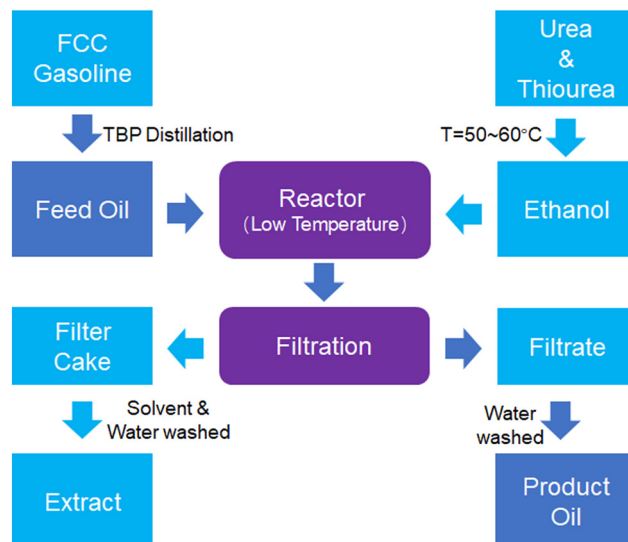 FCC
Gasoline
Urea
&
Thiourea
TBP Distillation
T=50~60°C
Feed Oil
Reactor
(Low Temperature)
Ethanol
Filter
Cake
Filtration
Filtrate
Solvent &
Water washed
Water
washed
Extract
Product
Oil